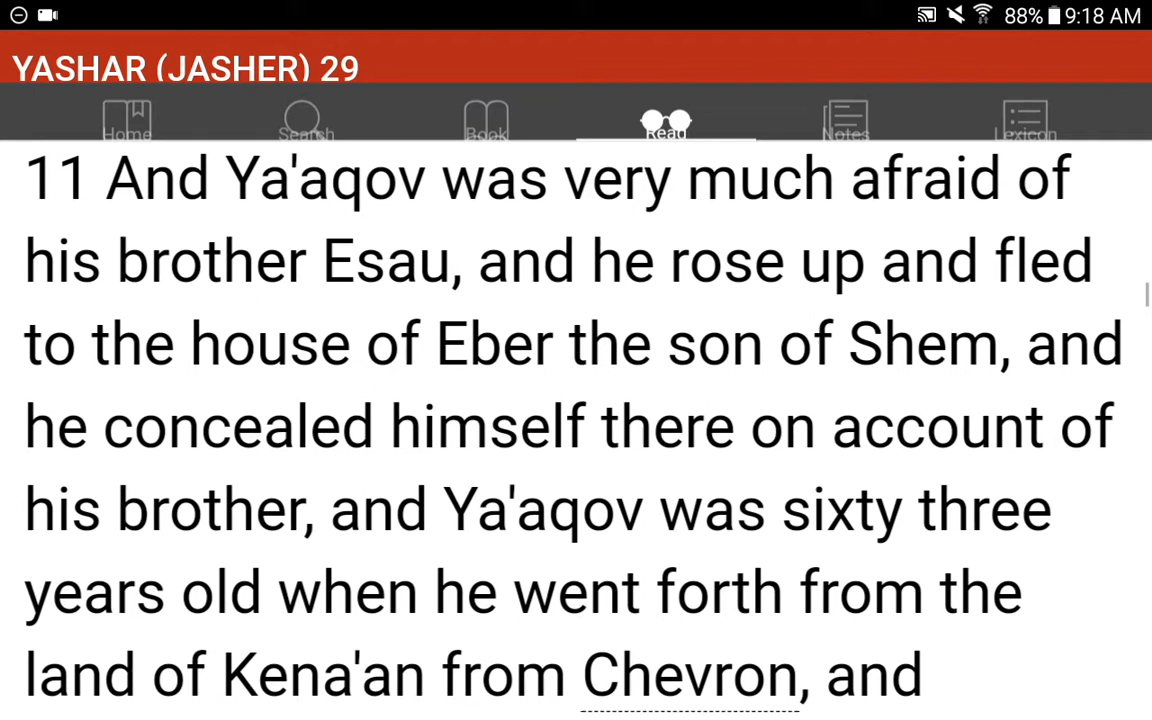 88% 9:18 AM
YASHAR (JASHER) 29
Home Search Book Read Notes Lexicon
11 And Ya'aqov was very much afraid of
his brother Esau, and he rose up and fled
to the house of Eber the son of Shem, and
he concealed himself there on account of
his brother, and Ya'aqov was sixty three
years old when he went forth from the
land of Kena'an from Chevron, and